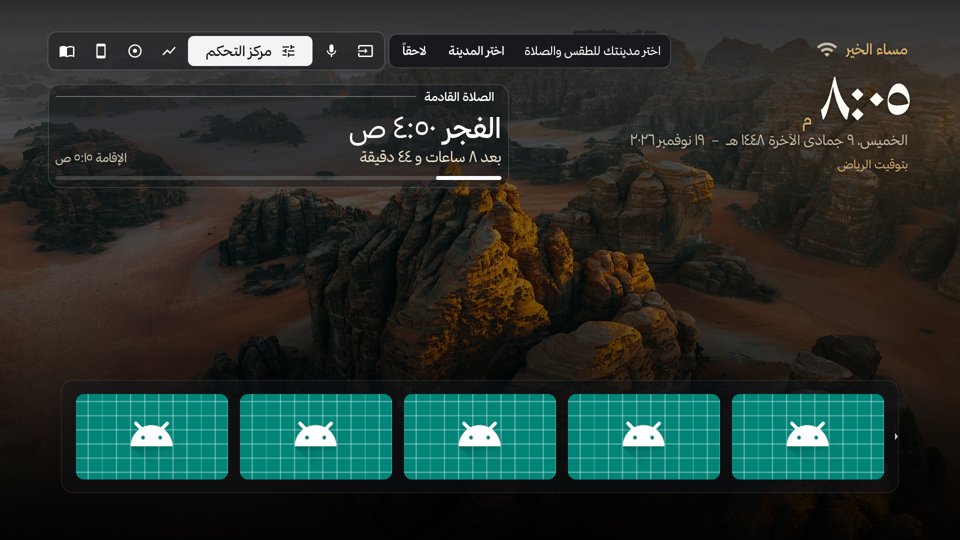 مساء الخير
٨:٠٥ م
الخميس، ٩ جمادى الآخرة ١٤٤٨ هـ – ١٩ نوفمبر ٢٠٢٦
بتوقيت الرياض
اختر مدينتك للطقس والصلاة اختر المدينة لاحقاً
مركز التحكم
الصلاة القادمة
الفجر ٤:٥٠ ص
بعد ٨ ساعات و ٤٤ دقيقة
الإقامة ٥:١٥ ص